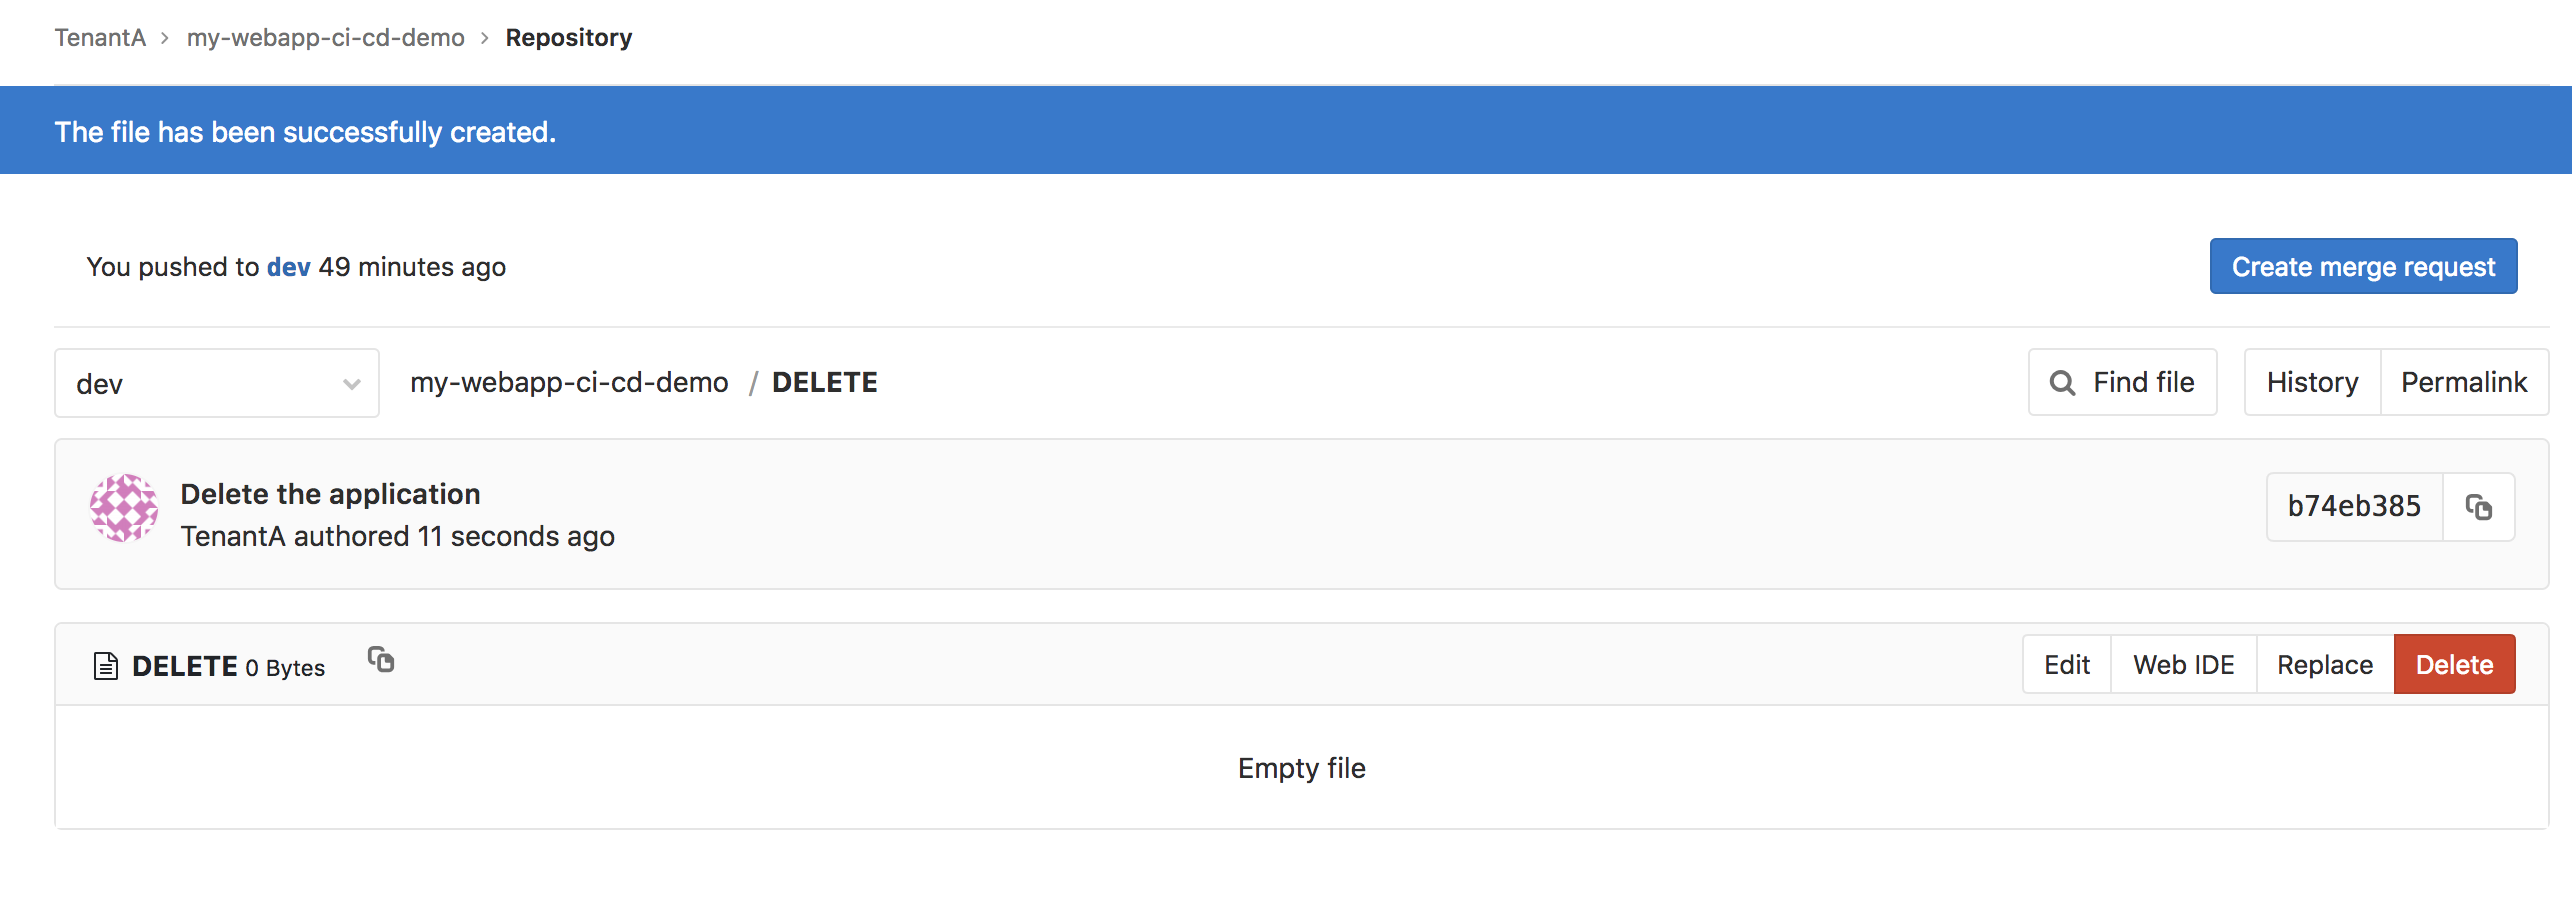 TenantA > my-webapp-ci-cd-demo > Repository
The file has been successfully created.
You pushed to dev 49 minutes ago
Create merge request
dev
my-webapp-ci-cd-demo / DELETE
Find file
History
Permalink
Delete the application
TenantA authored 11 seconds ago
b74eb385
DELETE 0 Bytes
Edit
Web IDE
Replace
Delete
Empty file